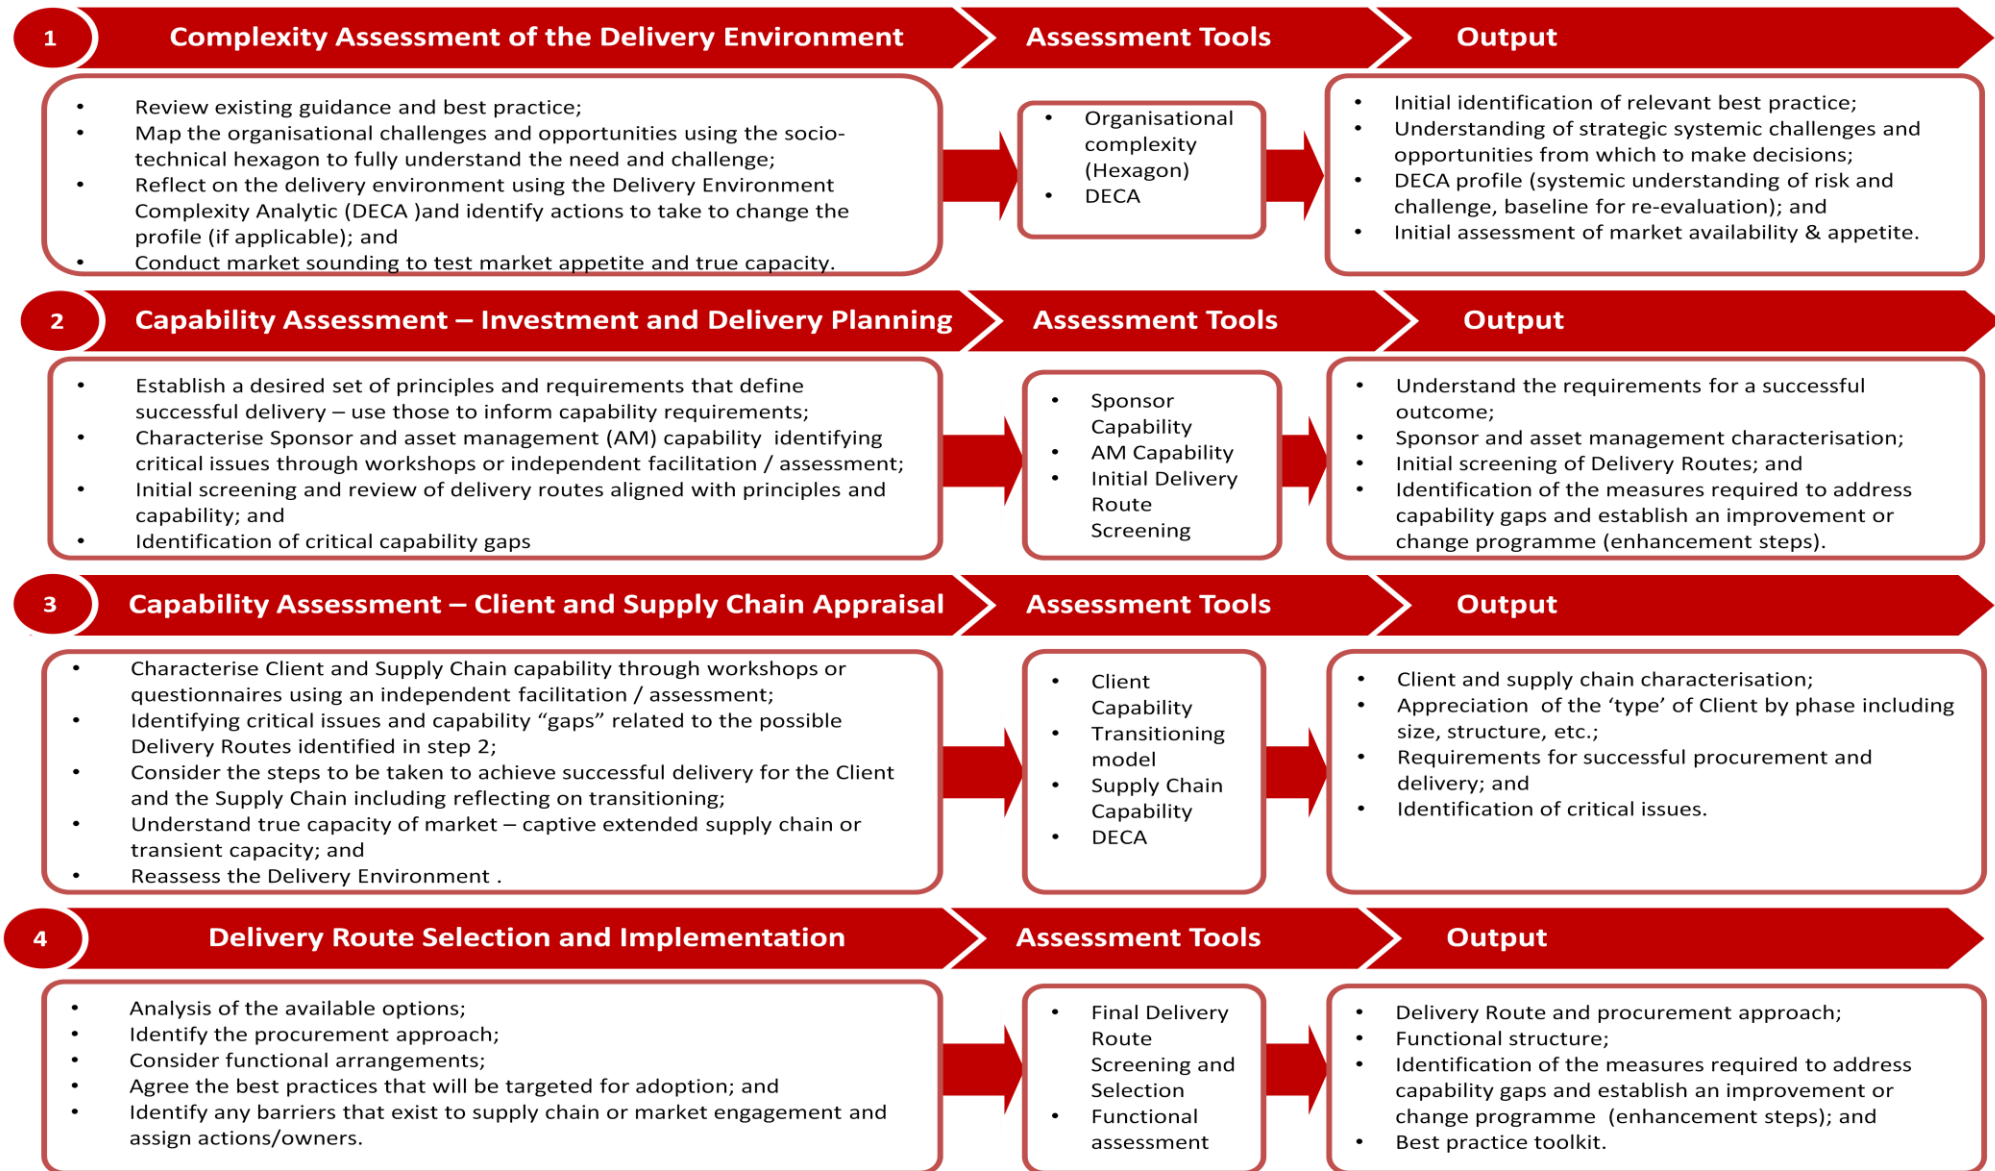 1
Complexity Assessment of the Delivery Environment
Assessment Tools
Output
• Review existing guidance and best practice;
• Map the organisational challenges and opportunities using the socio-
technical hexagon to fully understand the need and challenge;
• Reflect on the delivery environment using the Delivery Environment
Complexity Analytic (DECA )and identify actions to take to change the
profile (if applicable); and
• Conduct market sounding to test market appetite and true capacity.
• Organisational
complexity
(Hexagon)
• DECA
• Initial identification of relevant best practice;
• Understanding of strategic systemic challenges and
opportunities from which to make decisions;
• DECA profile (systemic understanding of risk and
challenge, baseline for re-evaluation); and
• Initial assessment of market availability & appetite.
2
Capability Assessment – Investment and Delivery Planning
Assessment Tools
Output
• Establish a desired set of principles and requirements that define
successful delivery – use those to inform capability requirements;
• Characterise Sponsor and asset management (AM) capability identifying
critical issues through workshops or independent facilitation / assessment;
• Initial screening and review of delivery routes aligned with principles and
capability; and
• Identification of critical capability gaps
• Sponsor
Capability
• AM Capability
• Initial Delivery
Route
Screening
• Understand the requirements for a successful
outcome;
• Sponsor and asset management characterisation;
• Initial screening of Delivery Routes; and
• Identification of the measures required to address
capability gaps and establish an improvement or
change programme (enhancement steps).
3
Capability Assessment – Client and Supply Chain Appraisal
Assessment Tools
Output
• Characterise Client and Supply Chain capability through workshops or
questionnaires using an independent facilitation / assessment;
• Identifying critical issues and capability “gaps” related to the possible
Delivery Routes identified in step 2;
• Consider the steps to be taken to achieve successful delivery for the Client
and the Supply Chain including reflecting on transitioning;
• Understand true capacity of market – captive extended supply chain or
transient capacity; and
• Reassess the Delivery Environment .
• Client
Capability
• Transitioning
model
• Supply Chain
Capability
• DECA
• Client and supply chain characterisation;
• Appreciation of the ‘type’ of Client by phase including
size, structure, etc.;
• Requirements for successful procurement and
delivery; and
• Identification of critical issues.
4
Delivery Route Selection and Implementation
Assessment Tools
Output
• Analysis of the available options;
• Identify the procurement approach;
• Consider functional arrangements;
• Agree the best practices that will be targeted for adoption; and
• Identify any barriers that exist to supply chain or market engagement and
assign actions/owners.
• Final Delivery
Route
Screening and
Selection
• Functional
assessment
• Delivery Route and procurement approach;
• Functional structure;
• Identification of the measures required to address
capability gaps and establish an improvement or
change programme (enhancement steps); and
• Best practice toolkit.